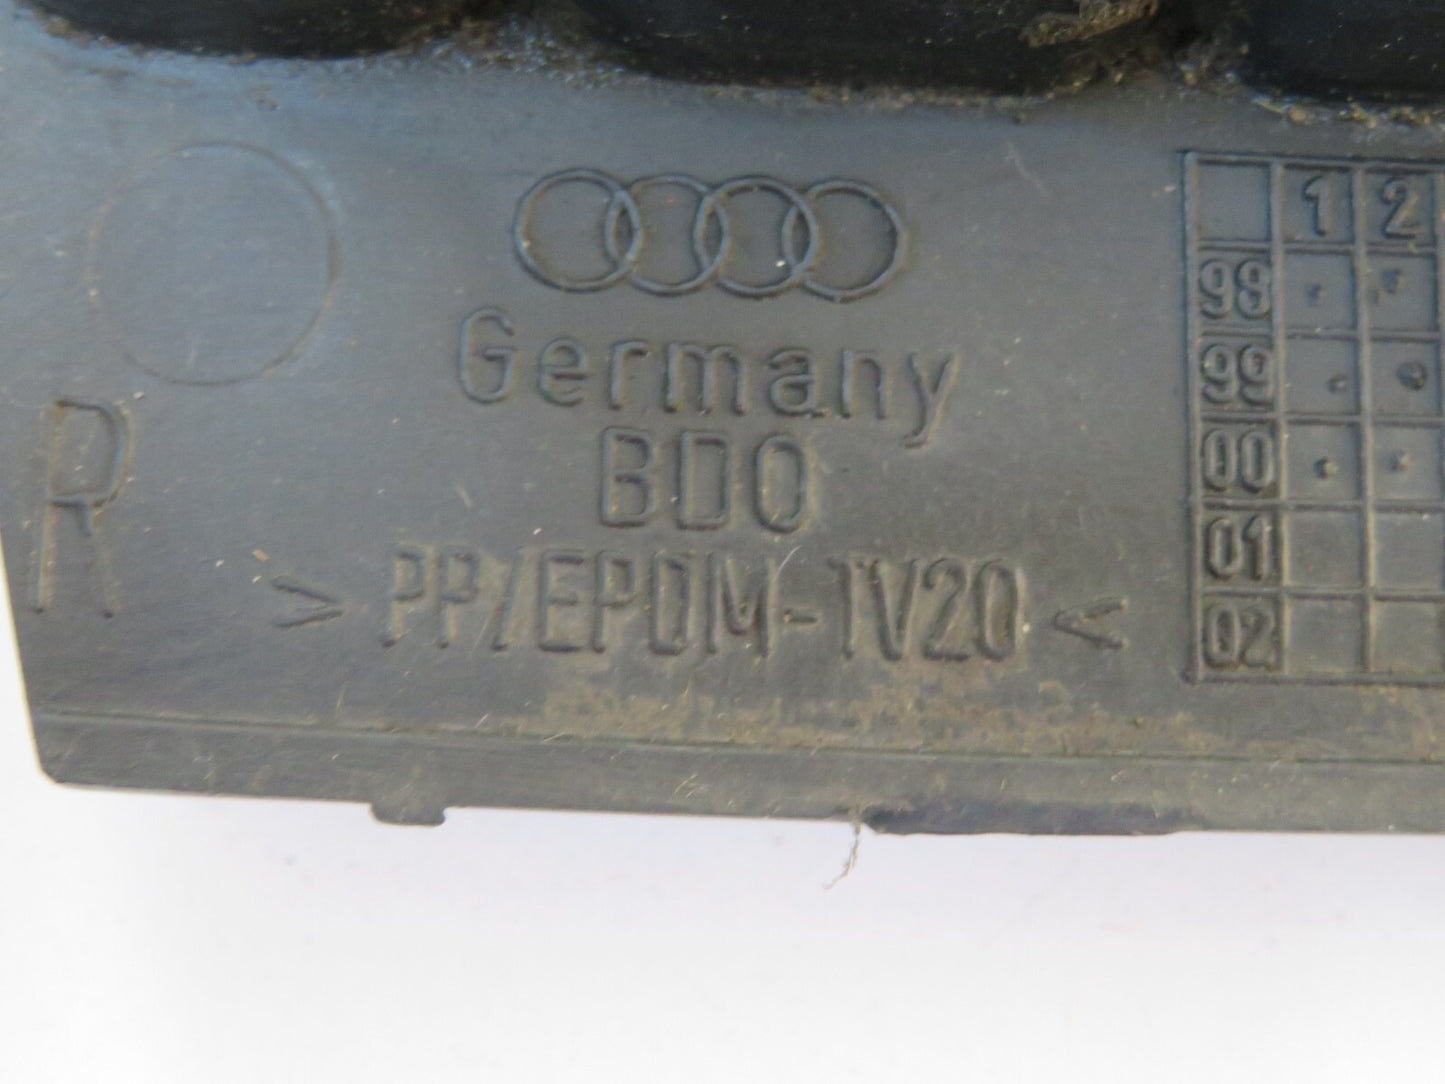 R
Germany
BDO
> PP/EPDM-TV20 <
1 2
98
99
00
01
02